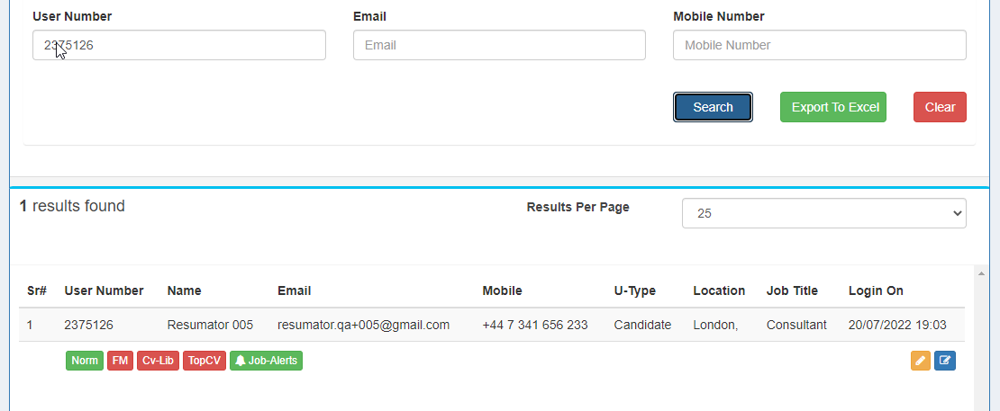 User Number Email Mobile Number
2375126 Email Mobile Number
Search Export To Excel Clear
1 results found Results Per Page 25
Sr# User Number Name Email Mobile U-Type Location Job Title Login On
1 2375126 Resumator 005 resumator.qa+005@gmail.com +44 7 341 656 233 Candidate London, Consultant 20/07/2022 19:03
Norm FM Cv-Lib TopCV Job-Alerts